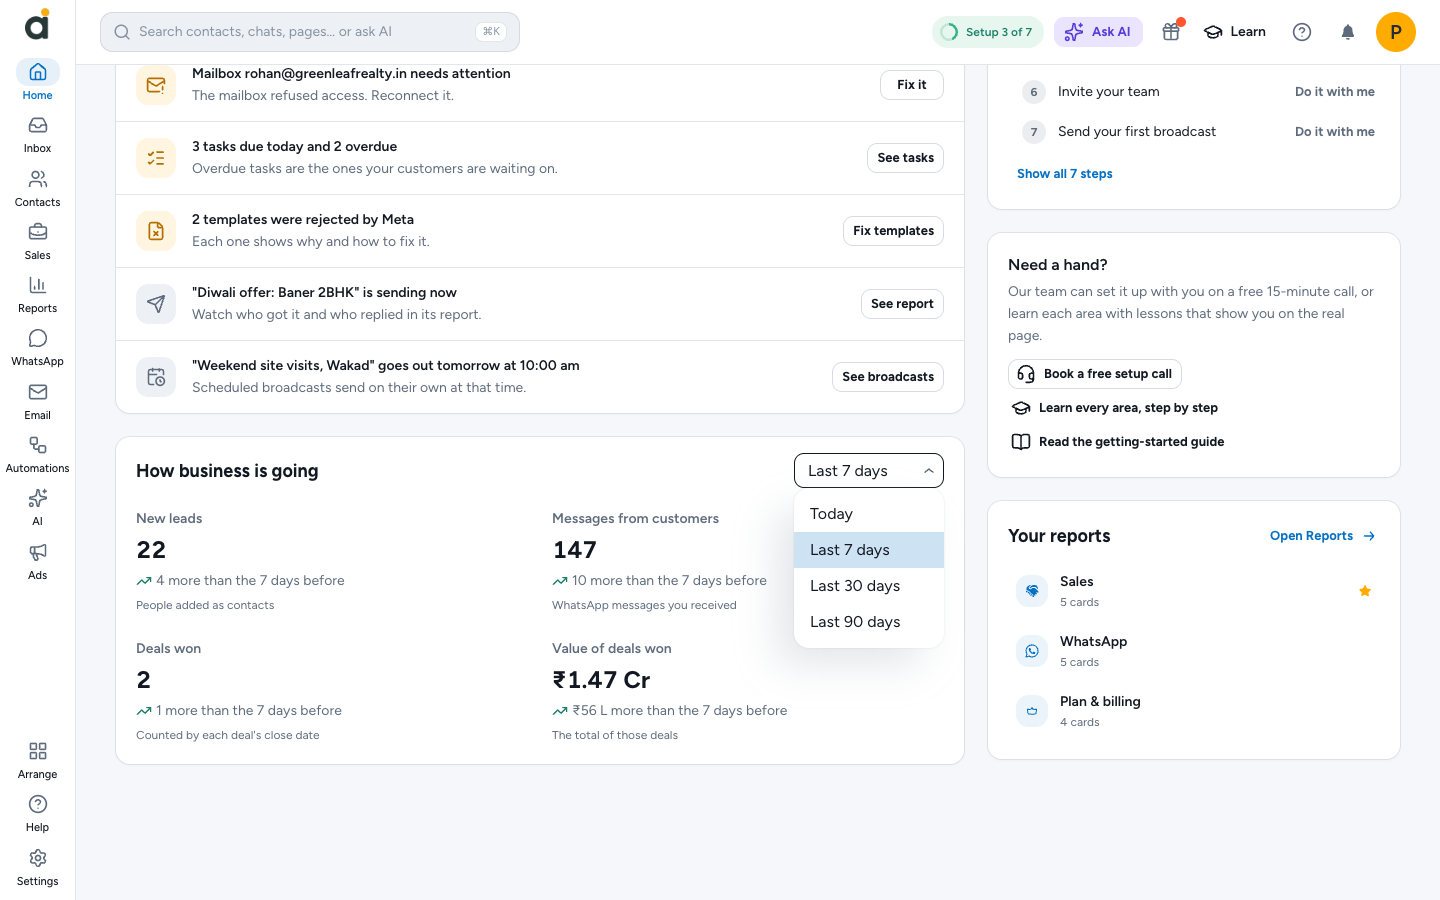 Search contacts, chats, pages... or ask AI
⌘K
Setup 3 of 7
Ask AI
Learn
P
Home
Inbox
Contacts
Sales
Reports
WhatsApp
Email
Automations
AI
Ads
Arrange
Help
Settings
Mailbox rohan@greenleafrealty.in needs attention
The mailbox refused access. Reconnect it.
Fix it
3 tasks due today and 2 overdue
Overdue tasks are the ones your customers are waiting on.
See tasks
2 templates were rejected by Meta
Each one shows why and how to fix it.
Fix templates
"Diwali offer: Baner 2BHK" is sending now
Watch who got it and who replied in its report.
See report
"Weekend site visits, Wakad" goes out tomorrow at 10:00 am
Scheduled broadcasts send on their own at that time.
See broadcasts
How business is going
Last 7 days
Today
Last 7 days
Last 30 days
Last 90 days
New leads
22
4 more than the 7 days before
People added as contacts
Messages from customers
147
10 more than the 7 days before
WhatsApp messages you received
Deals won
2
1 more than the 7 days before
Counted by each deal's close date
Value of deals won
₹1.47 Cr
₹56 L more than the 7 days before
The total of those deals
6 Invite your team Do it with me
7 Send your first broadcast Do it with me
Show all 7 steps
Need a hand?
Our team can set it up with you on a free 15-minute call, or
learn each area with lessons that show you on the real
page.
Book a free setup call
Learn every area, step by step
Read the getting-started guide
Your reports
Open Reports
Sales
5 cards
WhatsApp
5 cards
Plan & billing
4 cards